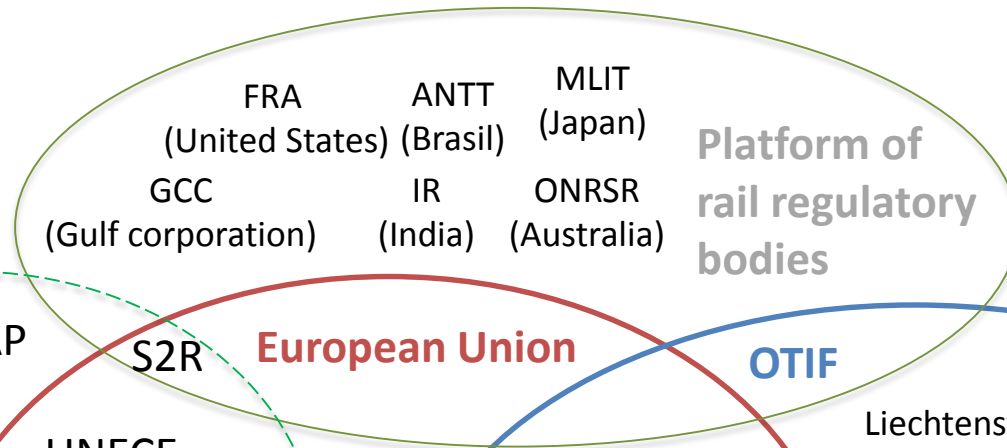 FRA
(United States)
ANTT
(Brasil)
MLIT
(Japan)
GCC
(Gulf corporation)
IR
(India)
ONRSR
(Australia)
Platform of
rail regulatory
bodies
S2R
European Union
OTIF